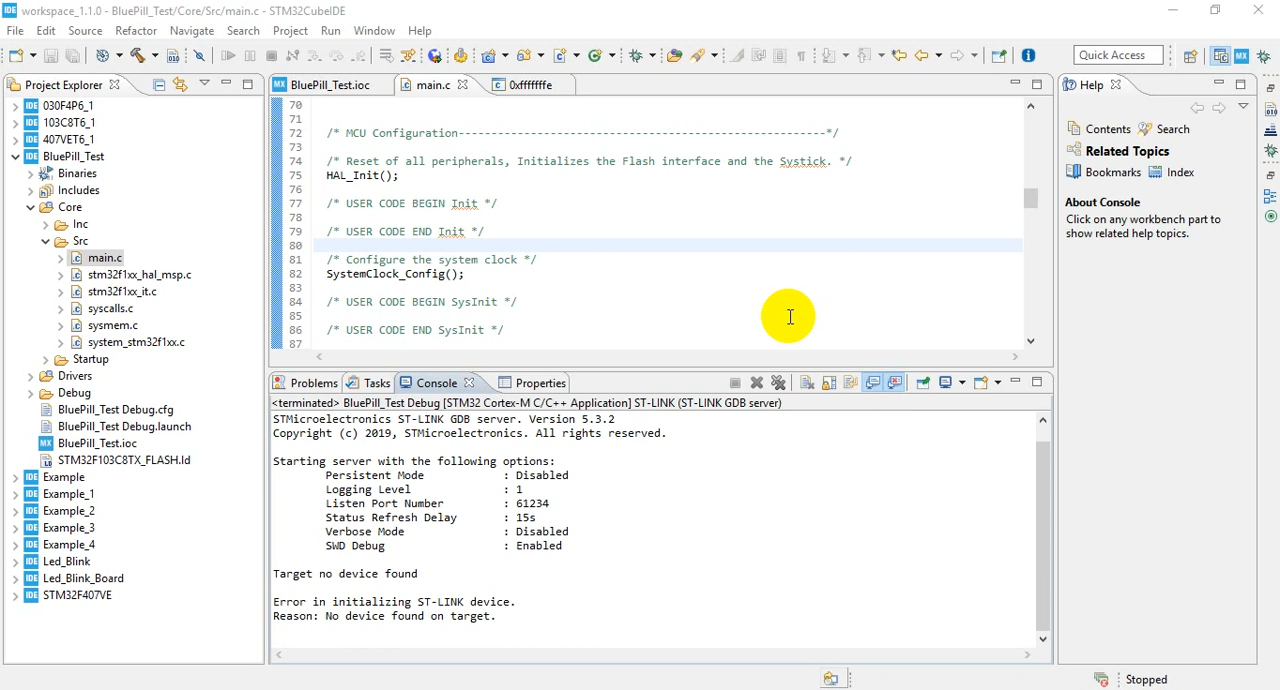 workspace_1.1.0 - BluePill_Test/Core/Src/main.c - STM32CubeIDE
File Edit Source Refactor Navigate Search Project Run Window Help
Quick Access
Project Explorer
030F4P6_1
103C8T6_1
407VET6_1
BluePill_Test
Binaries
Includes
Core
Inc
Src
main.c
stm32f1xx_hal_msp.c
stm32f1xx_it.c
syscalls.c
sysmem.c
system_stm32f1xx.c
Startup
Drivers
Debug
BluePill_Test Debug.cfg
BluePill_Test Debug.launch
BluePill_Test.ioc
STM32F103C8TX_FLASH.ld
Example
Example_1
Example_2
Example_3
Example_4
Led_Blink
Led_Blink_Board
STM32F407VE
BluePill_Test.ioc main.c 0xffffffe
70
71
72 /* MCU Configuration--------------------------------------------------------*/
73
74 /* Reset of all peripherals, Initializes the Flash interface and the Systick. */
75 HAL_Init();
76
77 /* USER CODE BEGIN Init */
78
79 /* USER CODE END Init */
80
81 /* Configure the system clock */
82 SystemClock_Config();
83
84 /* USER CODE BEGIN SysInit */
85
86 /* USER CODE END SysInit */
87
Problems Tasks Console Properties
<terminated> BluePill_Test Debug [STM32 Cortex-M C/C++ Application] ST-LINK (ST-LINK GDB server)
STMicroelectronics ST-LINK GDB server. Version 5.3.2
Copyright (c) 2019, STMicroelectronics. All rights reserved.
Starting server with the following options:
Persistent Mode : Disabled
Logging Level : 1
Listen Port Number : 61234
Status Refresh Delay : 15s
Verbose Mode : Disabled
SWD Debug : Enabled
Target no device found
Error in initializing ST-LINK device.
Reason: No device found on target.
Help
Contents Search
Related Topics
Bookmarks Index
About Console
Click on any workbench part to
show related help topics.
Stopped